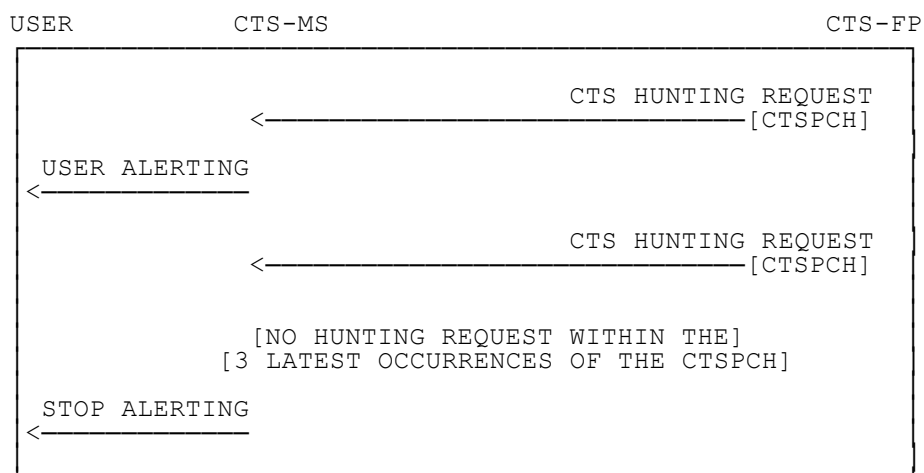 USER CTS-MS CTS-FP
CTS HUNTING REQUEST
[CTSPCH]
USER ALERTING
CTS HUNTING REQUEST
[CTSPCH]
[NO HUNTING REQUEST WITHIN THE]
[3 LATEST OCCURRENCES OF THE CTSPCH]
STOP ALERTING